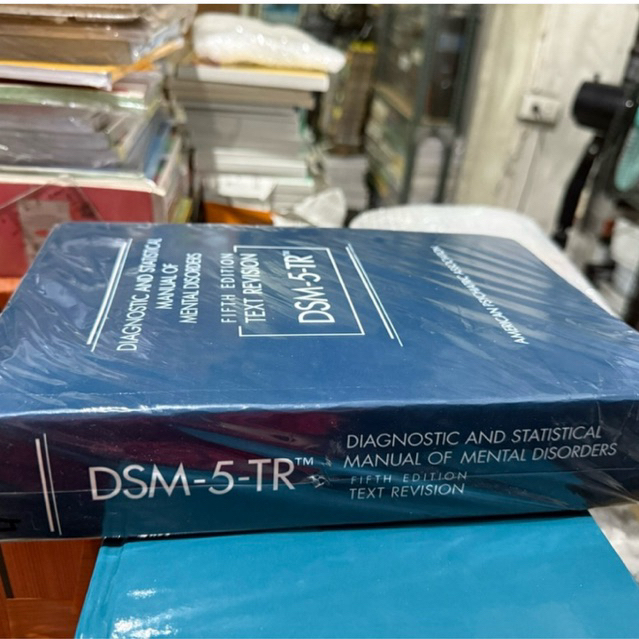 DIAGNOSTIC AND STATISTICAL
MANUAL OF
MENTAL DISORDERS
FIFTH EDITION
TEXT REVISION
DSM-5-TR™
AMERICAN PSYCHIATRIC ASSOCIATION
DSM-5-TR™
DIAGNOSTIC AND STATISTICAL
MANUAL OF MENTAL DISORDERS
FIFTH EDITION
TEXT REVISION